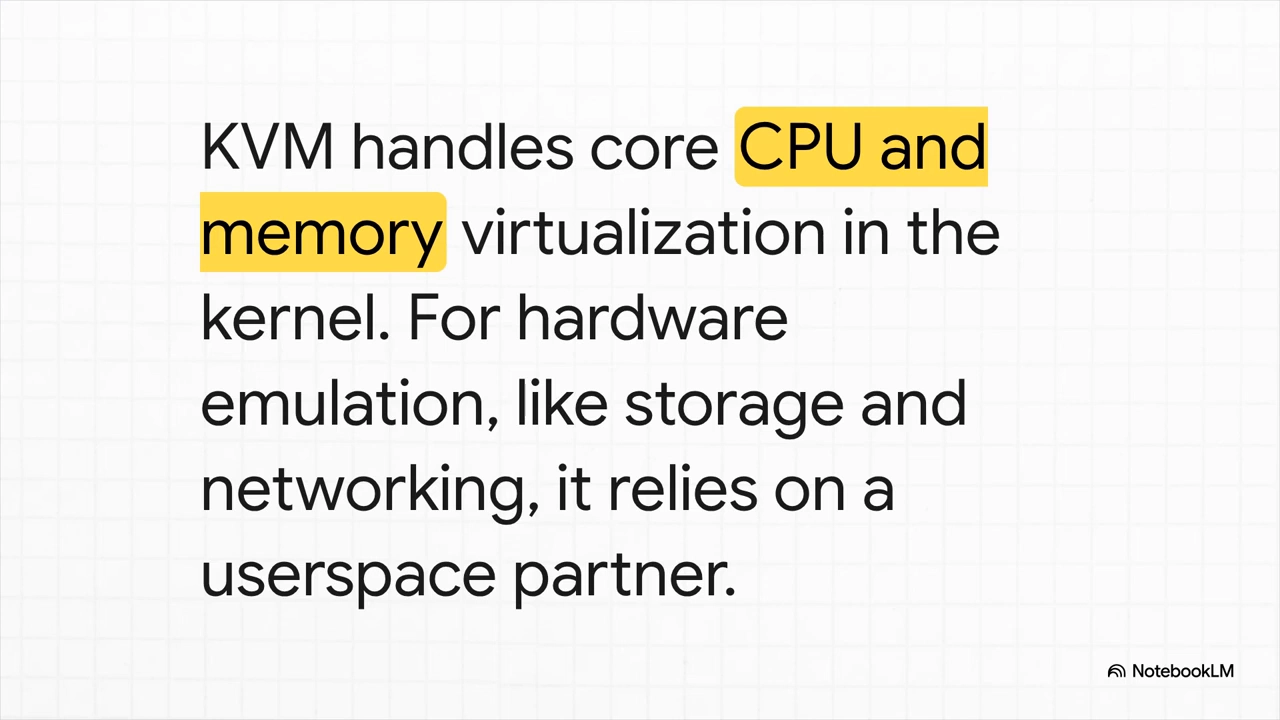 KVM handles core CPU and
memory virtualization in the
kernel. For hardware
emulation, like storage and
networking, it relies on a
userspace partner.
NotebookLM